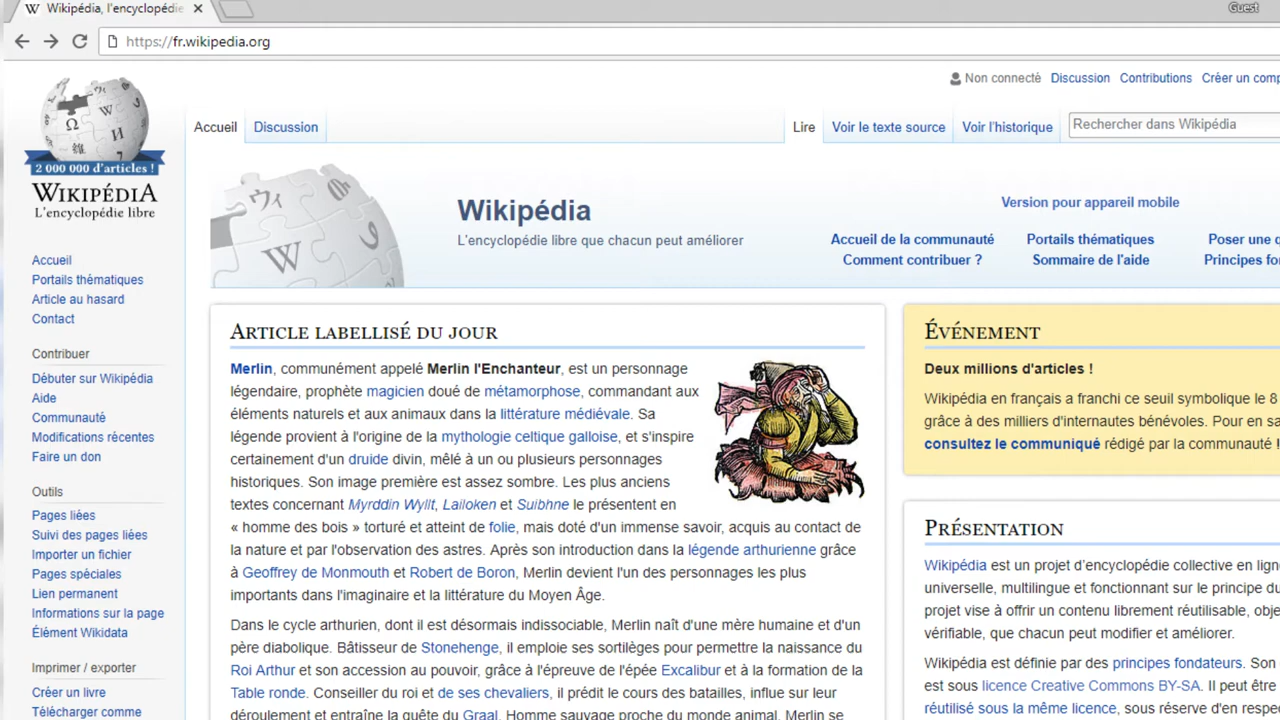 Wikipédia, l'encyclopédie
Guest
https://fr.wikipedia.org
Non connecté Discussion Contributions Créer un comp
Accueil Discussion Lire Voir le texte source Voir l'historique Rechercher dans Wikipédia
2 000 000 d'articles !
WIKIPÉDIA
L'encyclopédie libre
Wikipédia
L'encyclopédie libre que chacun peut améliorer
Version pour appareil mobile
Accueil de la communauté Portails thématiques Poser une q
Comment contribuer ? Sommaire de l'aide Principes fo
Accueil
Portails thématiques
Article au hasard
Contact
Contribuer
Débuter sur Wikipédia
Aide
Communauté
Modifications récentes
Faire un don
Outils
Pages liées
Suivi des pages liées
Importer un fichier
Pages spéciales
Lien permanent
Informations sur la page
Élément Wikidata
Imprimer / exporter
Créer un livre
Télécharger comme
ARTICLE LABELLISÉ DU JOUR
Merlin, communément appelé Merlin l'Enchanteur, est un personnage
légendaire, prophète magicien doué de métamorphose, commandant aux
éléments naturels et aux animaux dans la littérature médiévale. Sa
légende provient à l'origine de la mythologie celtique galloise, et s'inspire
certainement d'un druide divin, mêlé à un ou plusieurs personnages
historiques. Son image première est assez sombre. Les plus anciens
textes concernant Myrddin Wyllt, Lailoken et Suibhne le présentent en
« homme des bois » torturé et atteint de folie, mais doté d'un immense savoir, acquis au contact de
la nature et par l'observation des astres. Après son introduction dans la légende arthurienne grâce
à Geoffrey de Monmouth et Robert de Boron, Merlin devient l'un des personnages les plus
importants dans l'imaginaire et la littérature du Moyen Âge.
Dans le cycle arthurien, dont il est désormais indissociable, Merlin naît d'une mère humaine et d'un
père diabolique. Bâtisseur de Stonehenge, il emploie ses sortilèges pour permettre la naissance du
Roi Arthur et son accession au pouvoir, grâce à l'épreuve de l'épée Excalibur et à la formation de la
Table ronde. Conseiller du roi et de ses chevaliers, il prédit le cours des batailles, influe sur leur
déroulement et entraîne la quête du Graal. Homme sauvage proche du monde animal, Merlin se
ÉVÉNEMENT
Deux millions d'articles !
Wikipédia en français a franchi ce seuil symbolique le 8
grâce à des milliers d'internautes bénévoles. Pour en sa
consultez le communiqué rédigé par la communauté !
PRÉSENTATION
Wikipédia est un projet d'encyclopédie collective en lign
universelle, multilingue et fonctionnant sur le principe du
projet vise à offrir un contenu librement réutilisable, obje
vérifiable, que chacun peut modifier et améliorer.
Wikipédia est définie par des principes fondateurs. Son
est sous licence Creative Commons BY-SA. Il peut être
réutilisé sous la même licence, sous réserve d'en respe